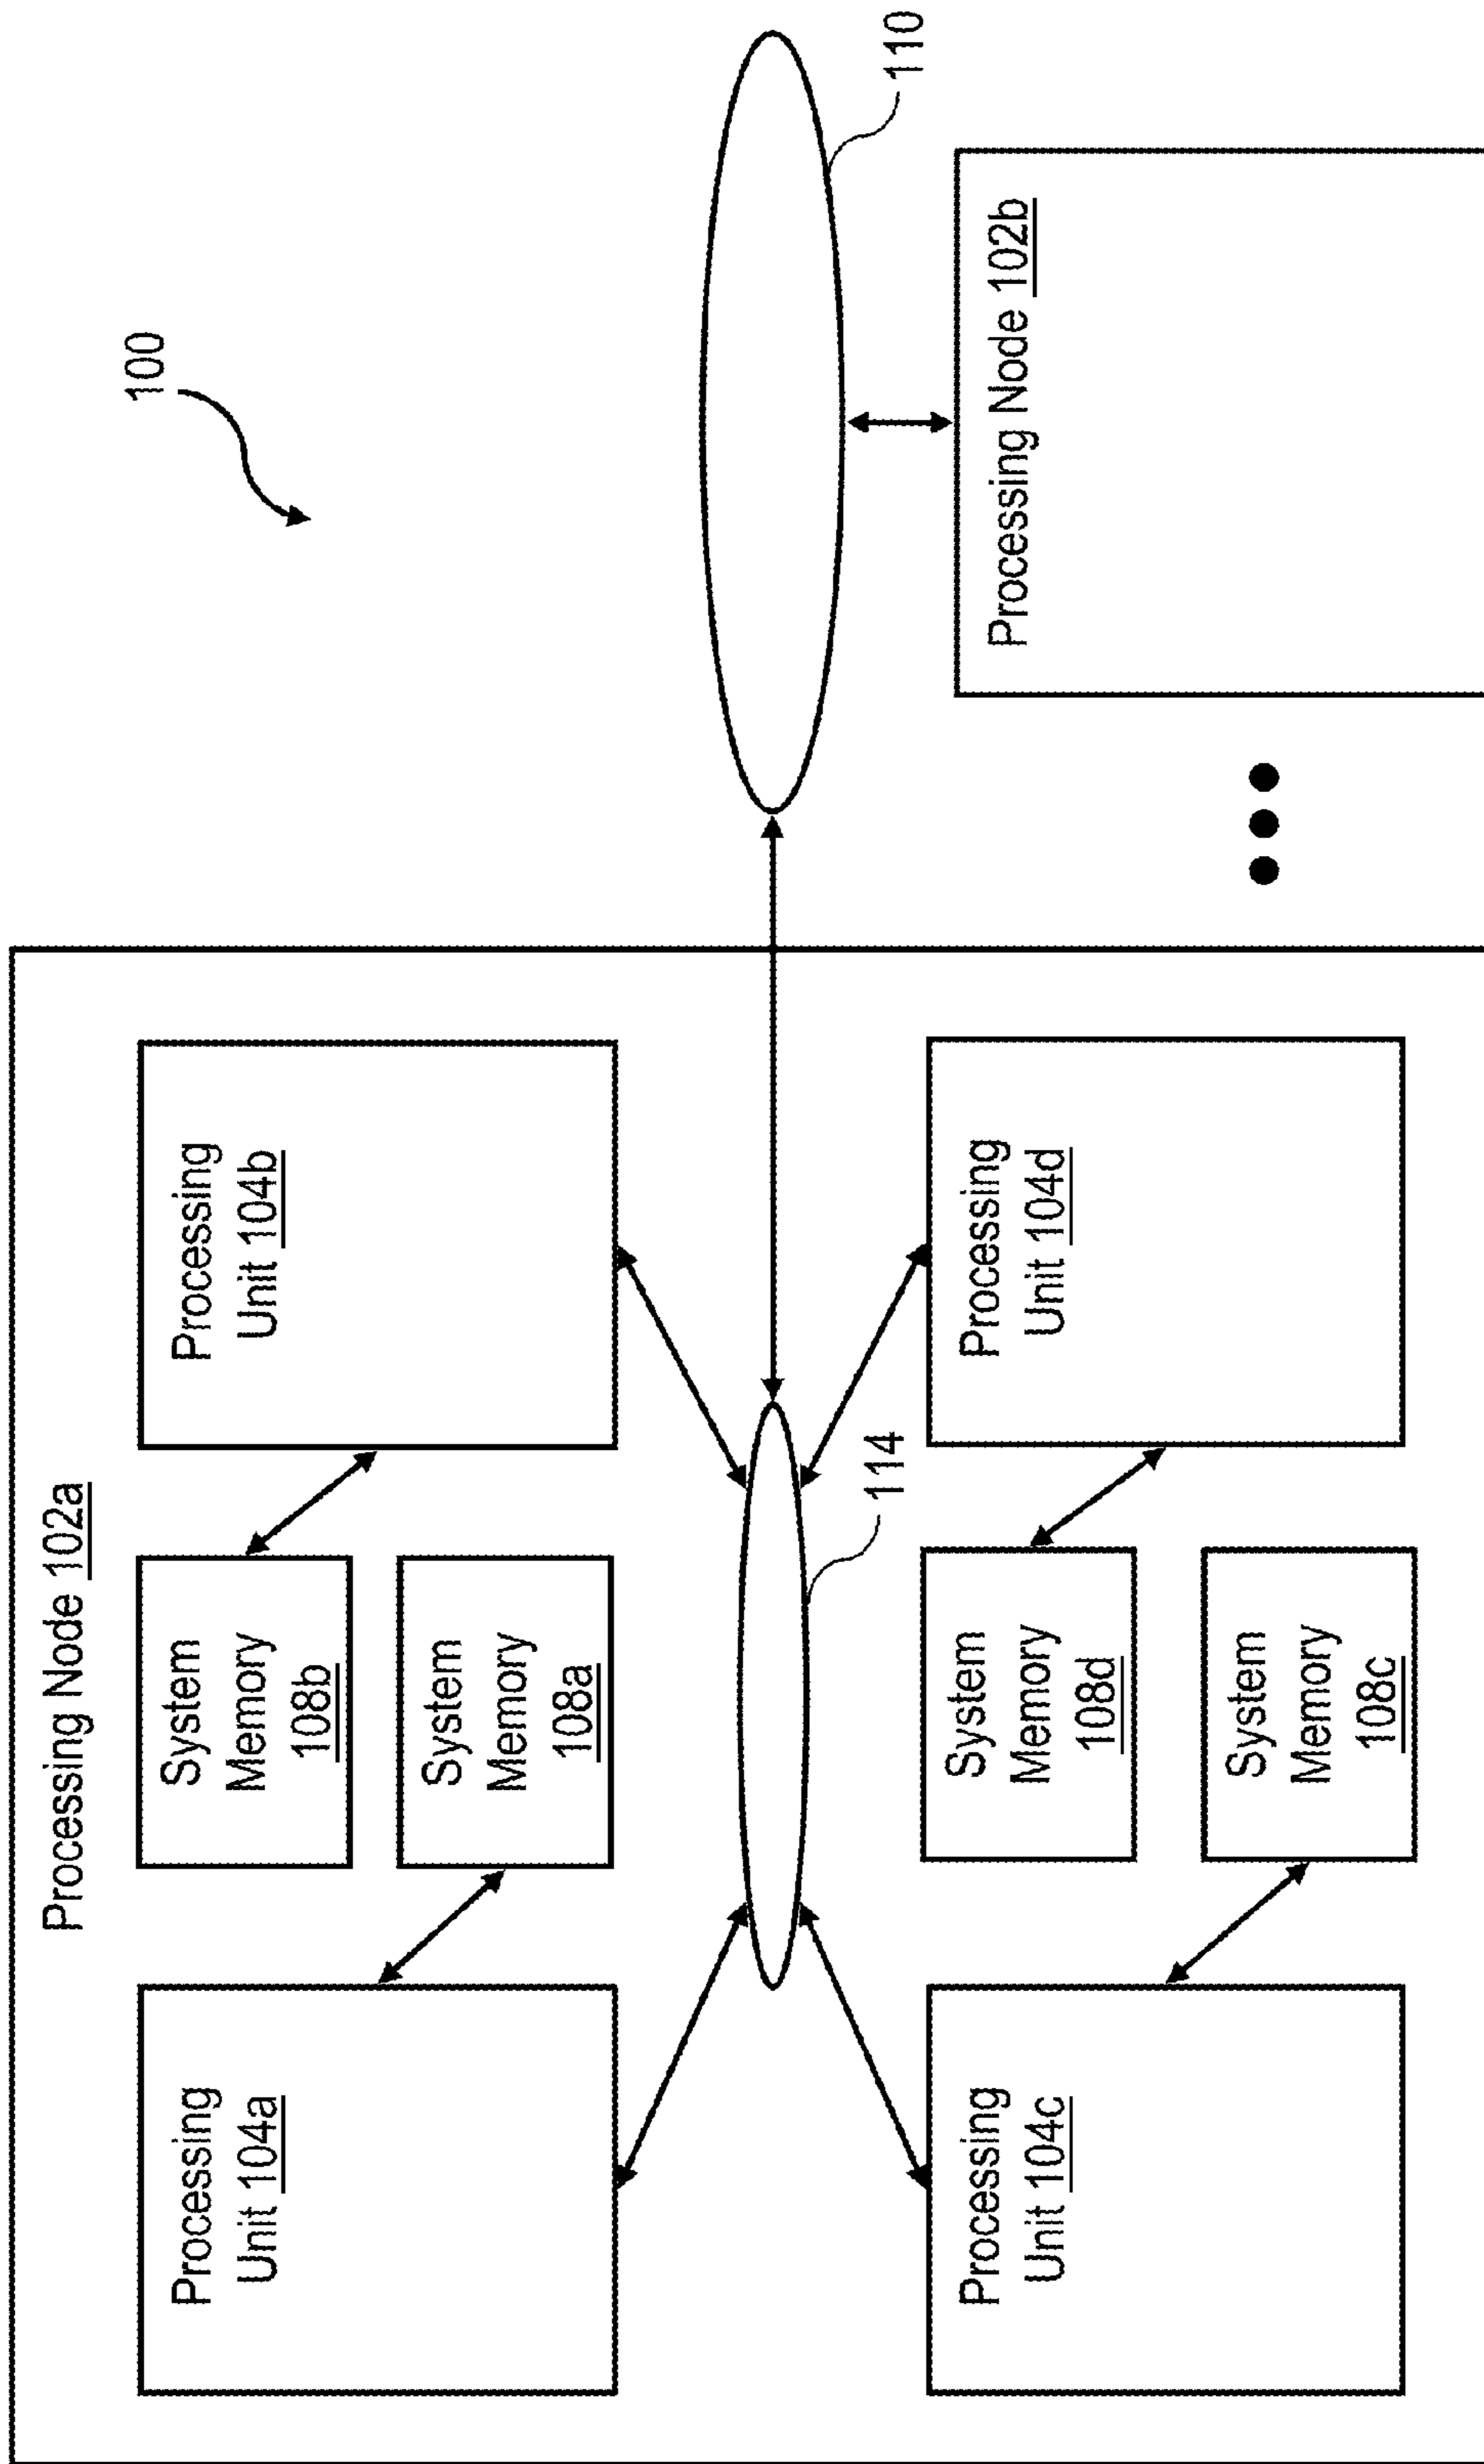 Processing Node 102a
100
Processing
Unit 104a
System
Memory
108b
System
Memory
108a
Processing
Unit 104b
110
114
Processing
Unit 104c
System
Memory
108d
System
Memory
108c
Processing
Unit 104d
Processing Node 102b